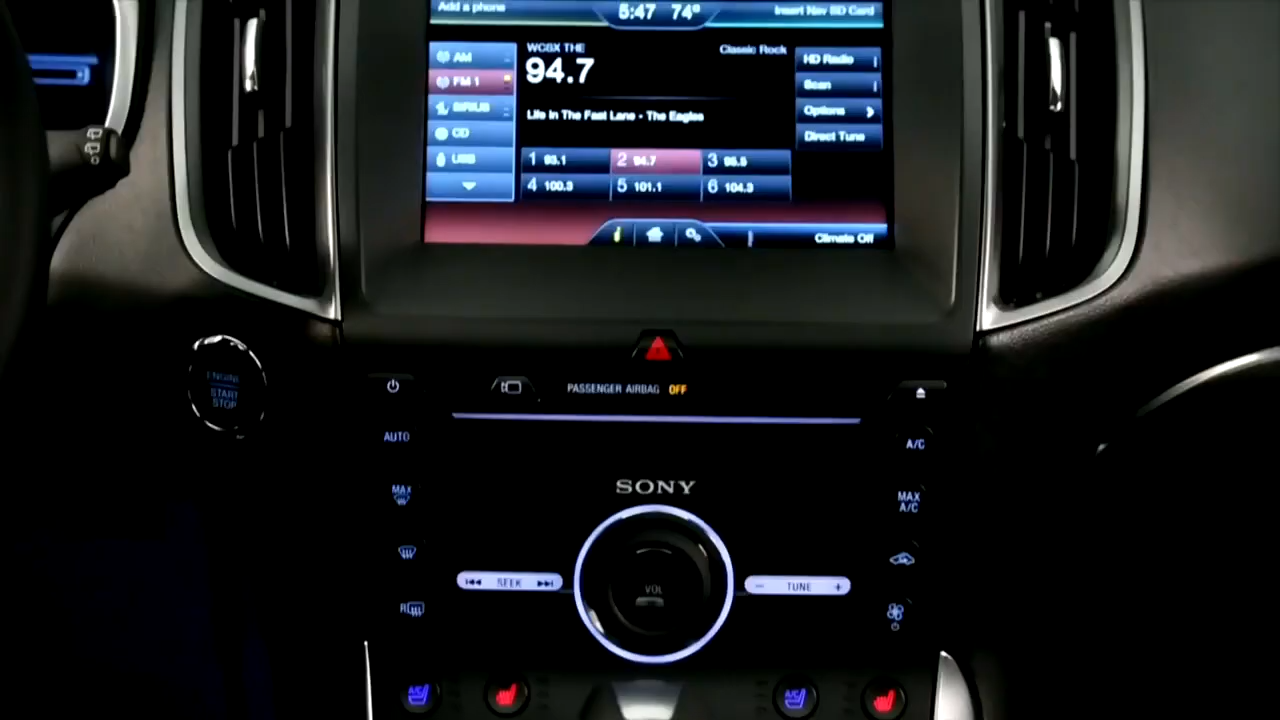 Add a phone
5:47 74°
Insert Nav SD Card
AM
FM 1
SIRIUS
CD
USB
WCSX THE
94.7
Classic Rock
Life In The Fast Lane - The Eagles
1 93.1
2 94.7
3 95.5
4 100.3
5 101.1
6 104.3
HD Radio
Scan
Options
Direct Tune
Climate Off
ENGINE
START
STOP
PASSENGER AIRBAG OFF
AUTO
A/C
MAX
MAX
A/C
SONY
SEEK
VOL
TUNE
R
A/C
A/C